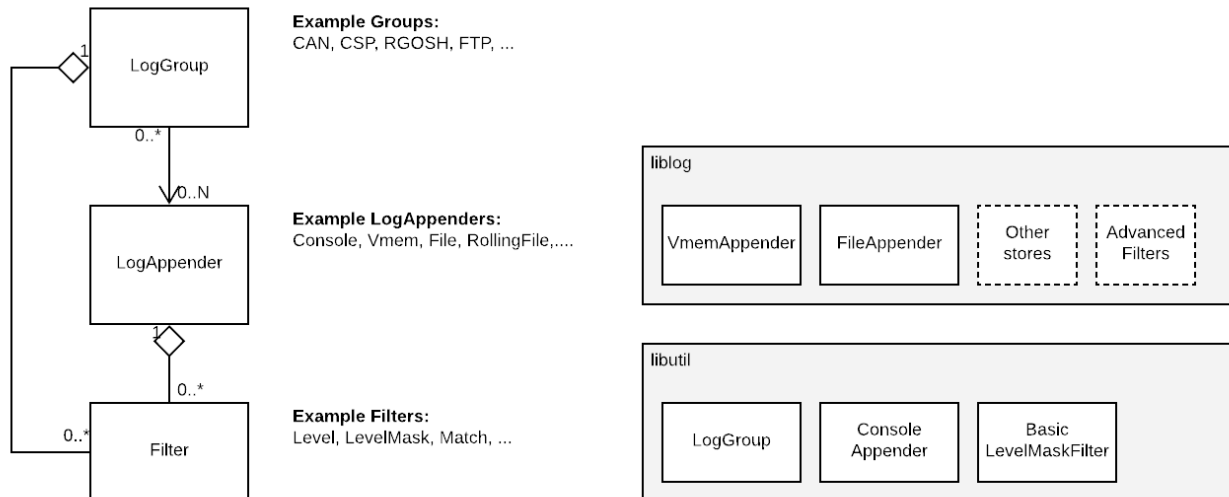 Example Groups:
CAN, CSP, RGOSH, FTP, ...
1
LogGroup
0..*
0..N
Example LogAppenders:
Console, Vmem, File, RollingFile,....
LogAppender
1
0..*
Example Filters:
Level, LevelMask, Match, ...
0..*
Filter
liblog
VmemAppender
FileAppender
Other
stores
Advanced
Filters
libutil
LogGroup
Console
Appender
Basic
LevelMaskFilter